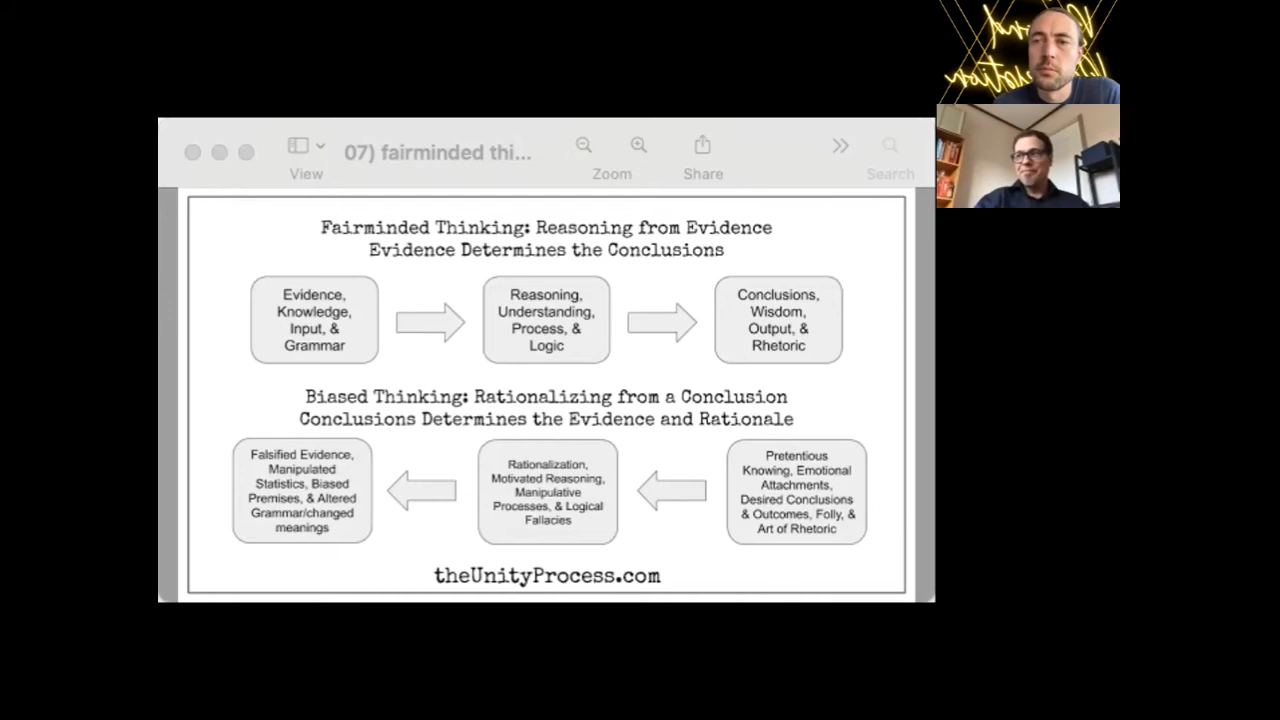 07) fairminded thi...
View
Zoom
Share
Search
Fairminded Thinking: Reasoning from Evidence
Evidence Determines the Conclusions
Evidence,
Knowledge,
Input, &
Grammar
Reasoning,
Understanding,
Process, &
Logic
Conclusions,
Wisdom,
Output, &
Rhetoric
Biased Thinking: Rationalizing from a Conclusion
Conclusions Determines the Evidence and Rationale
Falsified Evidence,
Manipulated
Statistics, Biased
Premises, & Altered
Grammar/changed
meanings
Rationalization,
Motivated Reasoning,
Manipulative
Processes, & Logical
Fallacies
Pretentious
Knowing, Emotional
Attachments,
Desired Conclusions
& Outcomes, Folly, &
Art of Rhetoric
theUnityProcess.com